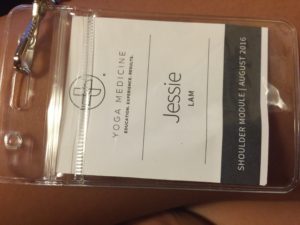 YOGA MEDICINE
EDUCATION. EXPERIENCE. RESULTS.
Jessie
LAM
SHOULDER MODULE | AUGUST 2016